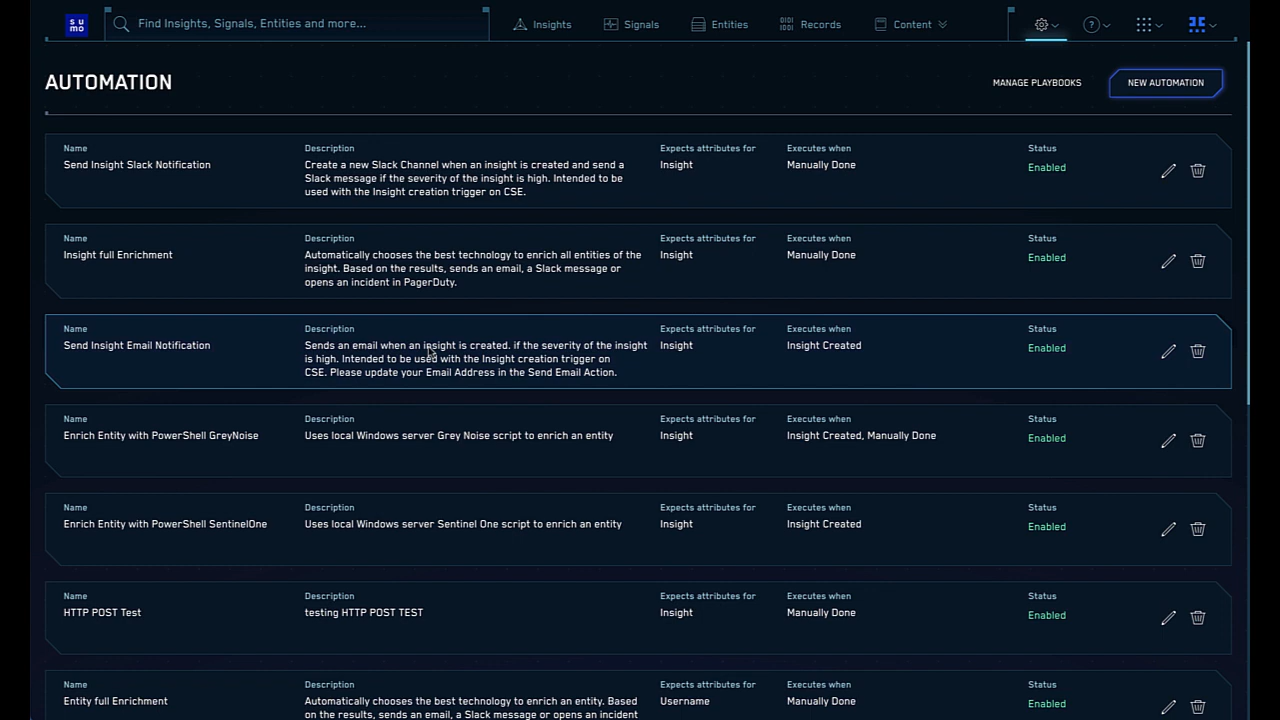 su
mo
Find Insights, Signals, Entities and more...
Insights
Signals
Entities
Records
Content
AUTOMATION
MANAGE PLAYBOOKS
NEW AUTOMATION
Name
Description
Expects attributes for
Executes when
Status
Send Insight Slack Notification
Create a new Slack Channel when an insight is created and send a
Slack message if the severity of the insight is high. Intended to be
used with the Insight creation trigger on CSE.
Insight
Manually Done
Enabled
Name
Description
Expects attributes for
Executes when
Status
Insight full Enrichment
Automatically chooses the best technology to enrich all entities of the
insight. Based on the results, sends an email, a Slack message or
opens an incident in PagerDuty.
Insight
Manually Done
Enabled
Name
Description
Expects attributes for
Executes when
Status
Send Insight Email Notification
Sends an email when an insight is created. if the severity of the insight
is high. Intended to be used with the Insight creation trigger on
CSE. Please update your Email Address in the Send Email Action.
Insight
Insight Created
Enabled
Name
Description
Expects attributes for
Executes when
Status
Enrich Entity with PowerShell GreyNoise
Uses local Windows server Grey Noise script to enrich an entity
Insight
Insight Created, Manually Done
Enabled
Name
Description
Expects attributes for
Executes when
Status
Enrich Entity with PowerShell SentinelOne
Uses local Windows server Sentinel One script to enrich an entity
Insight
Insight Created
Enabled
Name
Description
Expects attributes for
Executes when
Status
HTTP POST Test
testing HTTP POST TEST
Insight
Manually Done
Enabled
Name
Description
Expects attributes for
Executes when
Status
Entity full Enrichment
Automatically chooses the best technology to enrich an entity. Based
on the results, sends an email, a Slack message or opens an incident
Username
Manually Done
Enabled